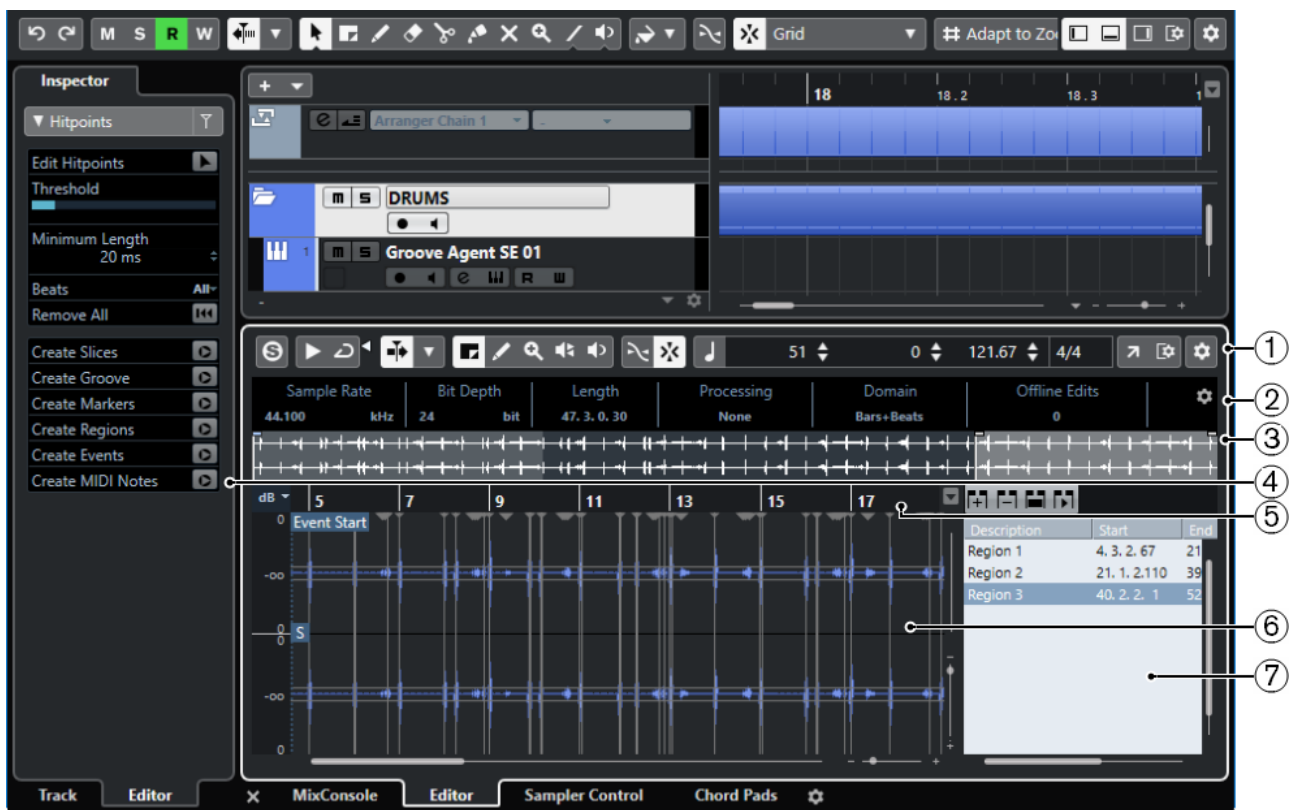 M S R W Grid Adapt to Zo
Inspector
Hitpoints
Edit Hitpoints
Threshold
Minimum Length
20 ms
Beats All
Remove All
Create Slices
Create Groove
Create Markers
Create Regions
Create Events
Create MIDI Notes
+
18 18.2 18.3 1
e Arranger Chain 1 -
m S DRUMS
1 m S Groove Agent SE 01
e R W
-
S 51 0 121.67 4/4
Sample Rate Bit Depth Length Processing Domain Offline Edits
44.100 kHz 24 bit 47. 3. 0. 30 None Bars+Beats 0
dB 5 7 9 11 13 15 17
0 Event Start
-oo
0
0 S
-oo
0
Description Start End
Region 1 4. 3. 2. 67 21
Region 2 21. 1. 2.110 39
Region 3 40. 2. 2. 1 52
1
2
3
4
5
6
7
Track Editor X MixConsole Editor Sampler Control Chord Pads